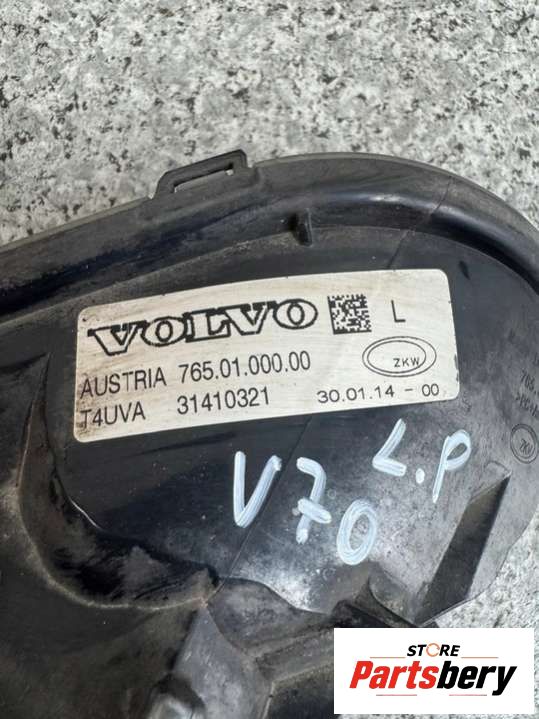 VOLVO L
AUSTRIA 765.01.000.00 ZKW
T4UVA 31410321 30.01.14 - 00
V70 L.P
STORE
Partsbery